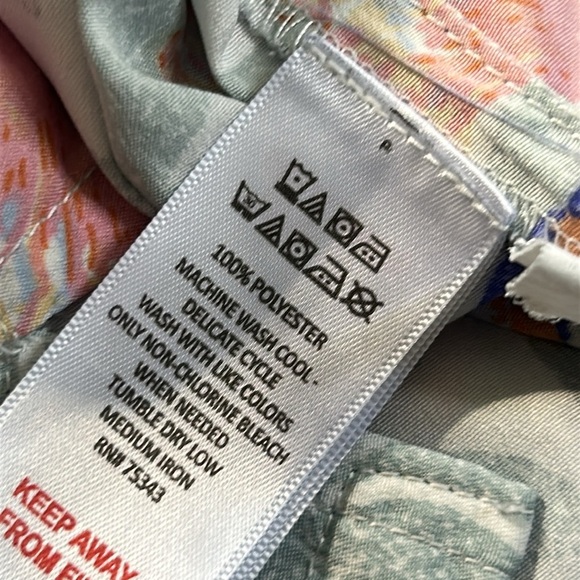 100% POLYESTER
MACHINE WASH COOL -
DELICATE CYCLE
WASH WITH LIKE COLORS
ONLY NON-CHLORINE BLEACH
WHEN NEEDED
TUMBLE DRY LOW
MEDIUM IRON
RN# 75343
KEEP AWAY
FROM